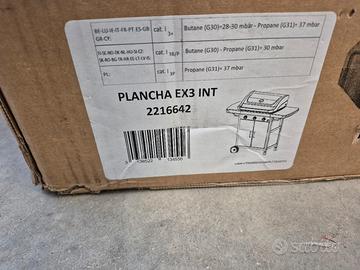 BE-LU-IE-IT-FR-PT ES-GB
GR-CY:
cat. I 3+
Butane (G30)=28-30 mbar - Propane (G31)= 37 mbar
cat. I 3B/P
Butane (G30) - Propane (G31)= 30 mbar
PL:
cat. I 3P
Propane (G31)= 37 mbar
PLANCHA EX3 INT
2216642
subito